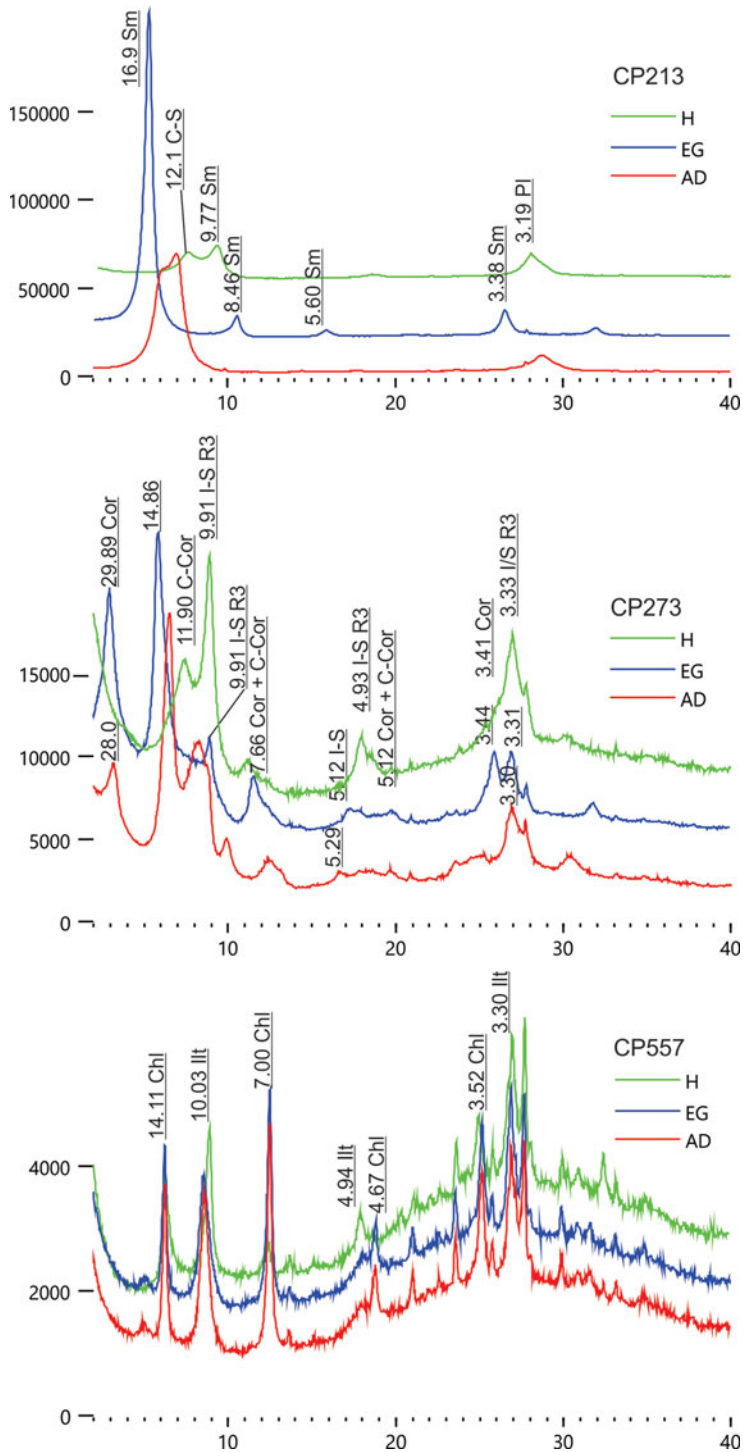 CP213
H
EG
AD
16.9 Sm
12.1 C-S
9.77 Sm
8.46 Sm
5.60 Sm
3.38 Sm
3.19 Pl
150000
100000
50000
0
10
20
30
40
CP273
H
EG
AD
29.89 Cor
28.0
14.86
11.90 C-Cor
9.91 I-S R3
9.91 I-S R3
7.66 Cor + C-Cor
5.29
5.12 I-S
4.93 I-S R3
5.12 Cor + C-Cor
3.44
3.41 Cor
3.33 I/S R3
3.31
3.30
15000
10000
5000
0
10
20
30
40
CP557
H
EG
AD
14.11 Chl
10.03 Ilt
7.00 Chl
4.94 Ilt
4.67 Chl
3.52 Chl
3.30 Ilt
4000
2000
0
10
20
30
40